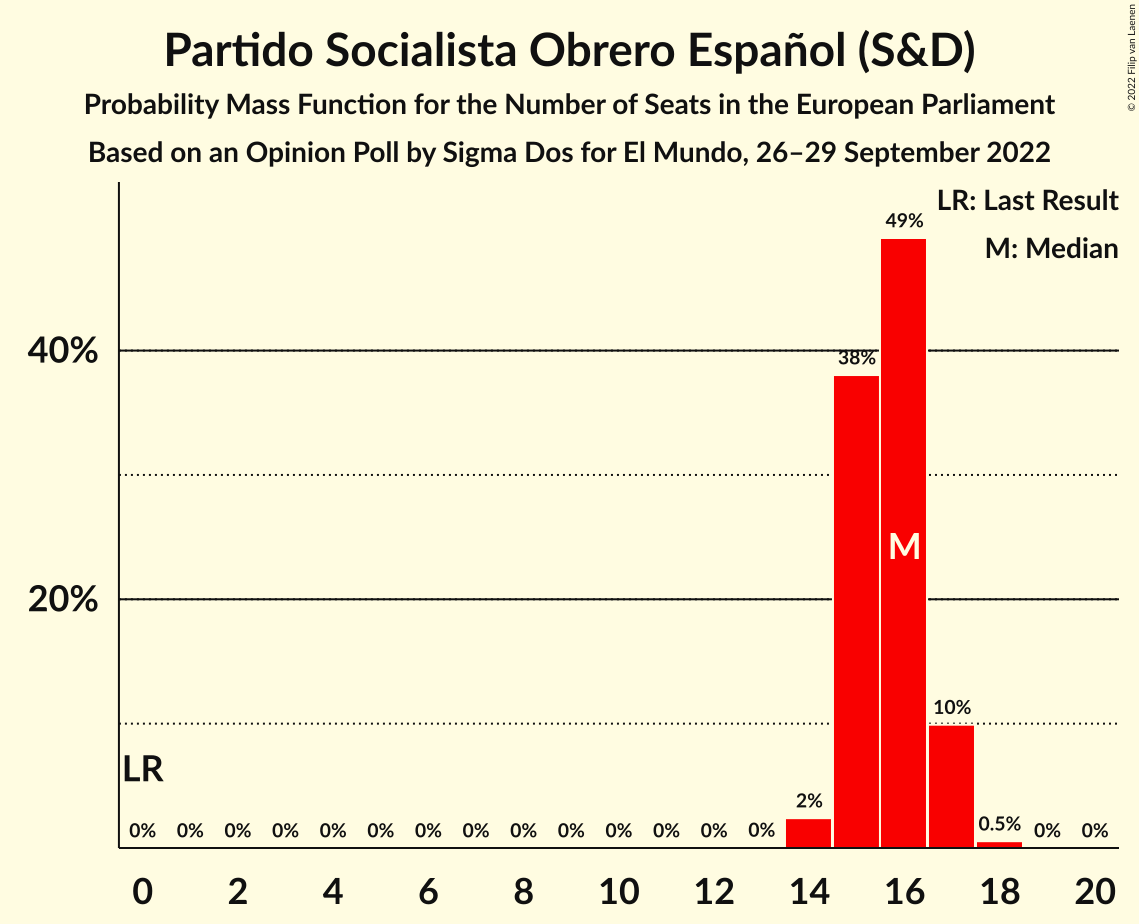 Partido Socialista Obrero Español (S&D)
Probability Mass Function for the Number of Seats in the European Parliament
Based on an Opinion Poll by Sigma Dos for El Mundo, 26–29 September 2022
© 2022 Filip van Laenen
LR: Last Result
M: Median
49%
40%
38%
M
20%
10%
LR
2%
0% 0% 0% 0% 0% 0% 0% 0% 0% 0% 0% 0% 0% 0% 0.5% 0% 0%
0 2 4 6 8 10 12 14 16 18 20